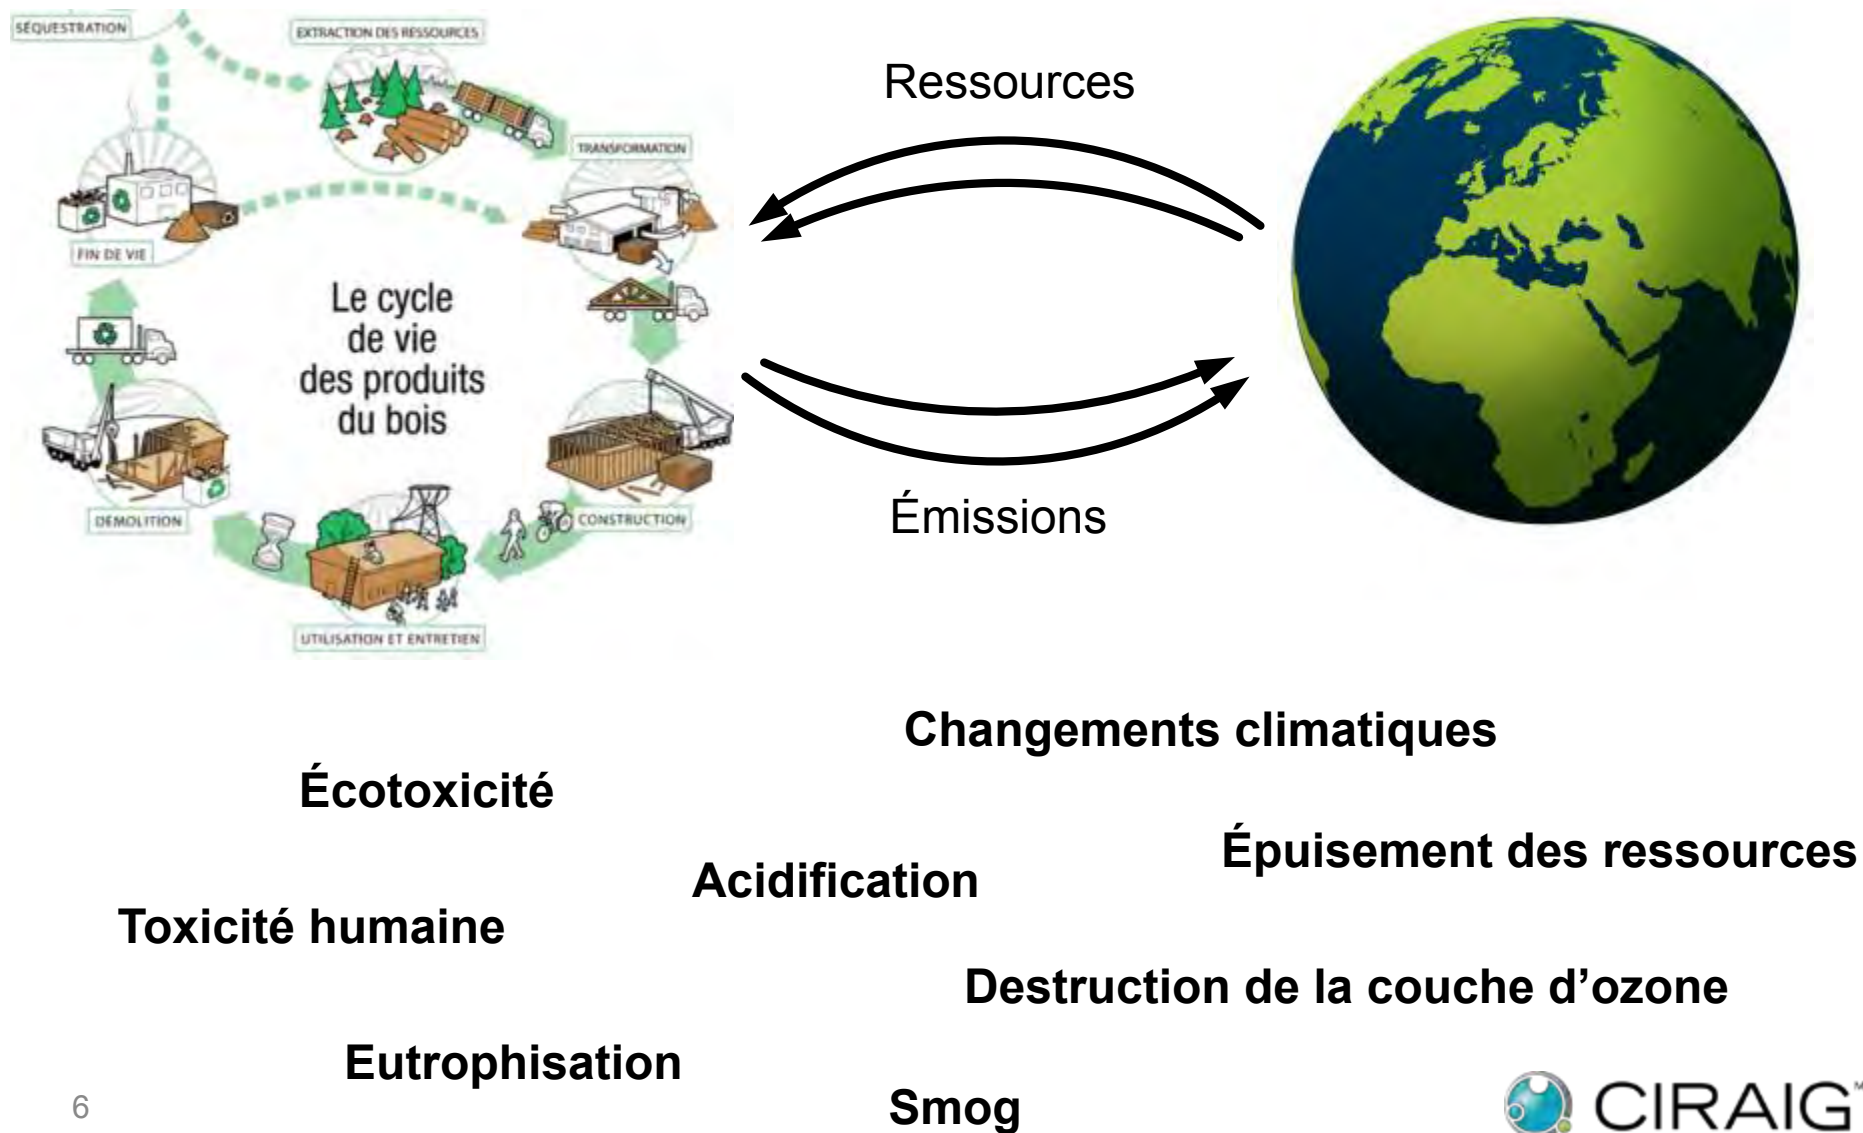 SÉQUESTRATION
EXTRACTION DES RESSOURCES
TRANSFORMATION
FIN DE VIE
Le cycle
de vie
des produits
du bois
DÉMOLITION
CONSTRUCTION
UTILISATION ET ENTRETIEN
Ressources
Émissions
Changements climatiques
Écotoxicité
Épuisement des ressources
Acidification
Toxicité humaine
Destruction de la couche d’ozone
Eutrophisation
Smog
6
CIRAIG